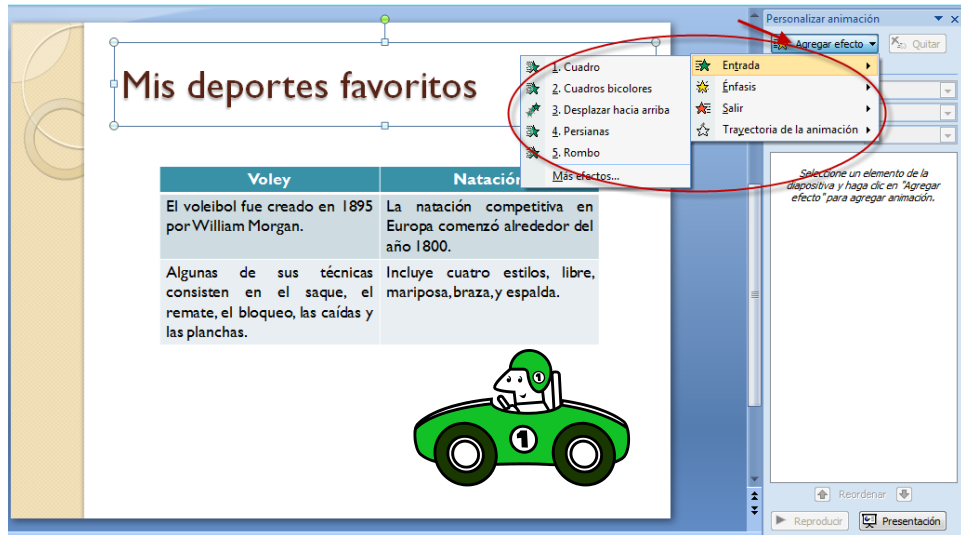 Personalizar animación
Agregar efecto
Quitar
Mis deportes favoritos
1. Cuadro
2. Cuadros bicolores
3. Desplazar hacia arriba
4. Persianas
5. Rombo
Más efectos...
Entrada
Énfasis
Salir
Trayectoria de la animación
Seleccione un elemento de la
diapositiva y haga clic en "Agregar
efecto" para agregar animación.
Voley
Natación
El voleibol fue creado en 1895
por William Morgan.
La natación competitiva en
Europa comenzó alrededor del
año 1800.
Algunas de sus técnicas
consisten en el saque, el
remate, el bloqueo, las caídas y
las planchas.
Incluye cuatro estilos, libre,
mariposa, braza, y espalda.
1
1
Reordenar
Reproducir
Presentación